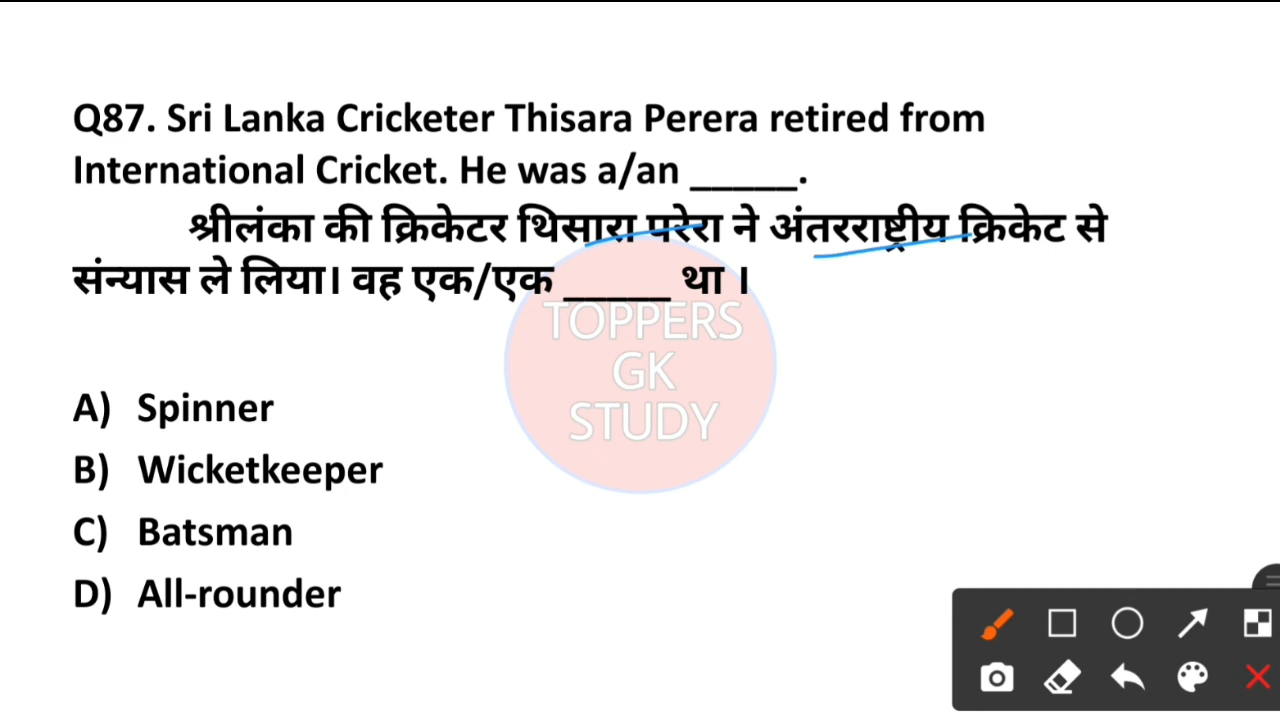 Q87. Sri Lanka Cricketer Thisara Perera retired from
International Cricket. He was a/an _____.
श्रीलंका की क्रिकेटर थिसारा परेरा ने अंतरराष्ट्रीय क्रिकेट से
संन्यास ले लिया। वह एक/एक _____ था ।
TOPPERS
GK
STUDY
A) Spinner
B) Wicketkeeper
C) Batsman
D) All-rounder